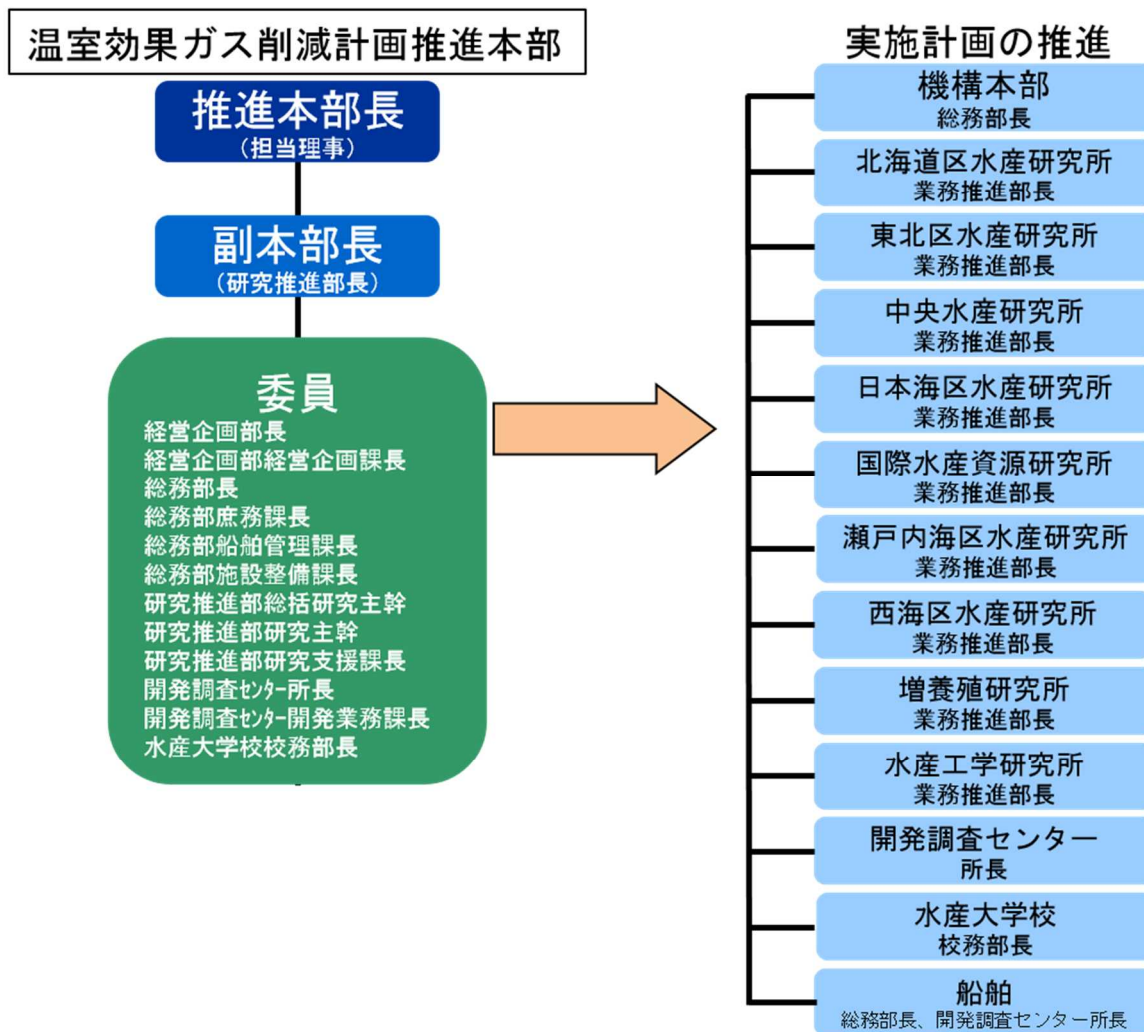 温室効果ガス削減計画推進本部
推進本部長
（担当理事）
副本部長
（研究推進部長）
委員
経営企画部長
経営企画部経営企画課長
総務部長
総務部庶務課長
総務部船舶管理課長
総務部施設整備課長
研究推進部総括研究主幹
研究推進部研究主幹
研究推進部研究支援課長
開発調査ｾﾝﾀｰ所長
開発調査ｾﾝﾀｰ開発業務課長
水産大学校校務部長
実施計画の推進
機構本部
総務部長
北海道区水産研究所
業務推進部長
東北区水産研究所
業務推進部長
中央水産研究所
業務推進部長
日本海区水産研究所
業務推進部長
国際水産資源研究所
業務推進部長
瀬戸内海区水産研究所
業務推進部長
西海区水産研究所
業務推進部長
増養殖研究所
業務推進部長
水産工学研究所
業務推進部長
開発調査センター
所長
水産大学校
校務部長
船舶
総務部長、開発調査センター所長